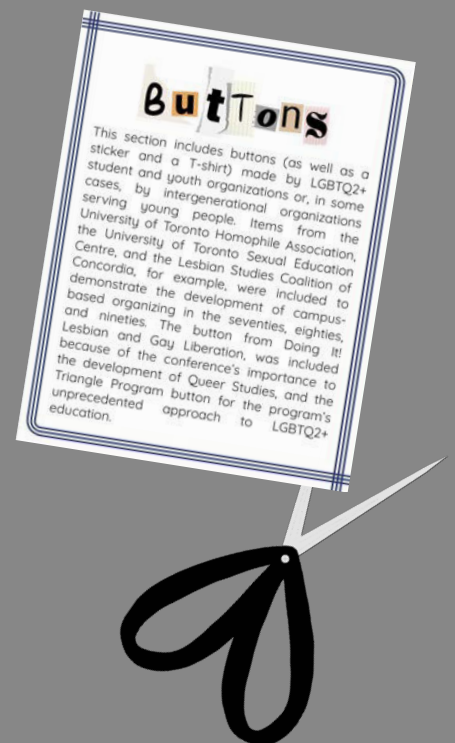 ButTons
This section includes buttons (as well as a
sticker and a T-shirt) made by LGBTQ2+
student and youth organizations or, in some
cases, by intergenerational organizations
serving young people. Items from the
University of Toronto Homophile Association,
the University of Toronto Sexual Education
Centre, and the Lesbian Studies Coalition of
Concordia, for example, were included to
demonstrate the development of campus-
based organizing in the seventies, eighties,
and nineties. The button from Doing It!
Lesbian and Gay Liberation, was included
because of the conference's importance to
the development of Queer Studies, and the
Triangle Program button for the program's
unprecedented approach to LGBTQ2+
education.